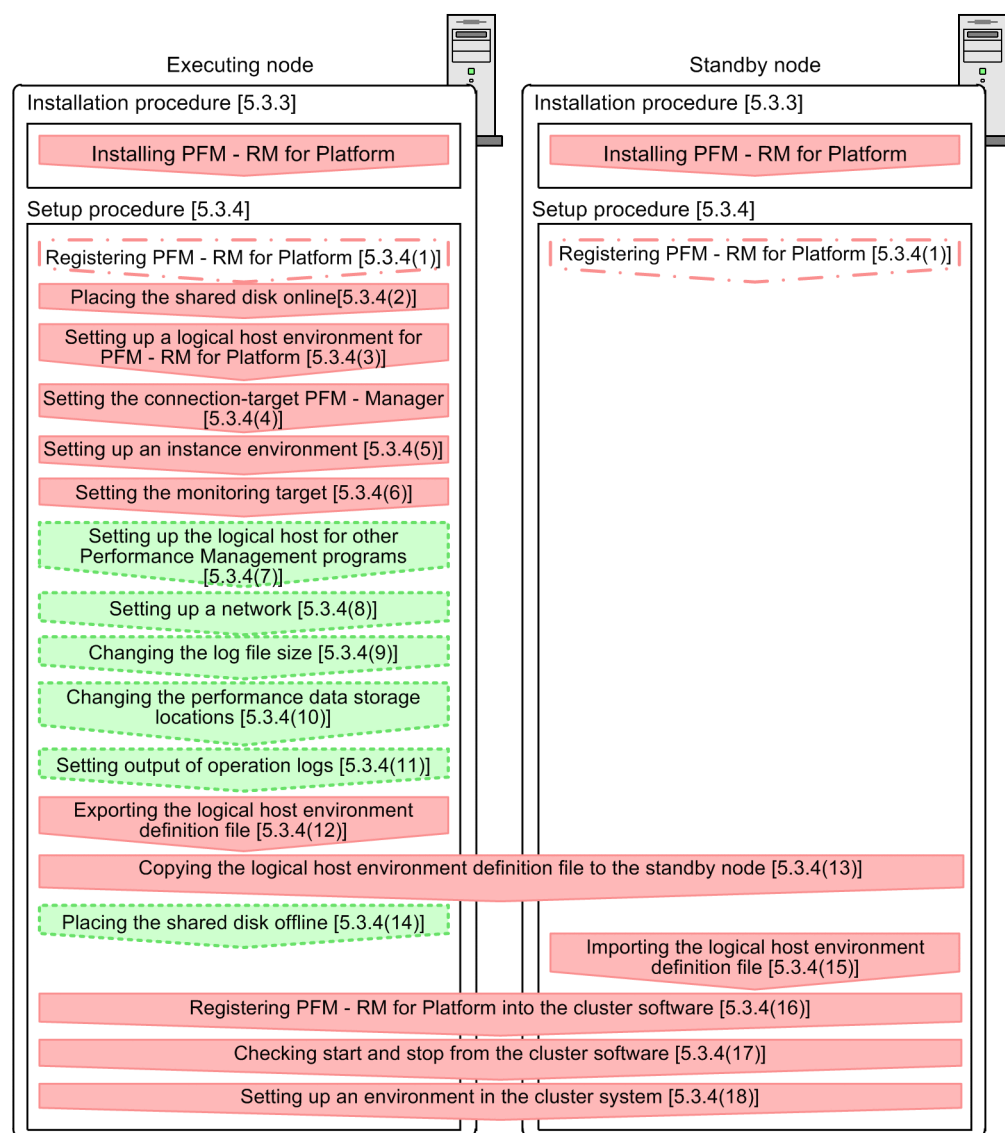 Executing node
Standby node
Installation procedure [5.3.3]
Installation procedure [5.3.3]
Installing PFM - RM for Platform
Installing PFM - RM for Platform
Setup procedure [5.3.4]
Setup procedure [5.3.4]
Registering PFM - RM for Platform [5.3.4(1)]
Registering PFM - RM for Platform [5.3.4(1)]
Placing the shared disk online[5.3.4(2)]
Setting up a logical host environment for
PFM - RM for Platform [5.3.4(3)]
Setting the connection-target PFM - Manager
[5.3.4(4)]
Setting up an instance environment [5.3.4(5)]
Setting the monitoring target [5.3.4(6)]
Setting up the logical host for other
Performance Management programs
[5.3.4(7)]
Setting up a network [5.3.4(8)]
Changing the log file size [5.3.4(9)]
Changing the performance data storage
locations [5.3.4(10)]
Setting output of operation logs [5.3.4(11)]
Exporting the logical host environment
definition file [5.3.4(12)]
Copying the logical host environment definition file to the standby node [5.3.4(13)]
Placing the shared disk offline [5.3.4(14)]
Importing the logical host environment
definition file [5.3.4(15)]
Registering PFM - RM for Platform into the cluster software [5.3.4(16)]
Checking start and stop from the cluster software [5.3.4(17)]
Setting up an environment in the cluster system [5.3.4(18)]